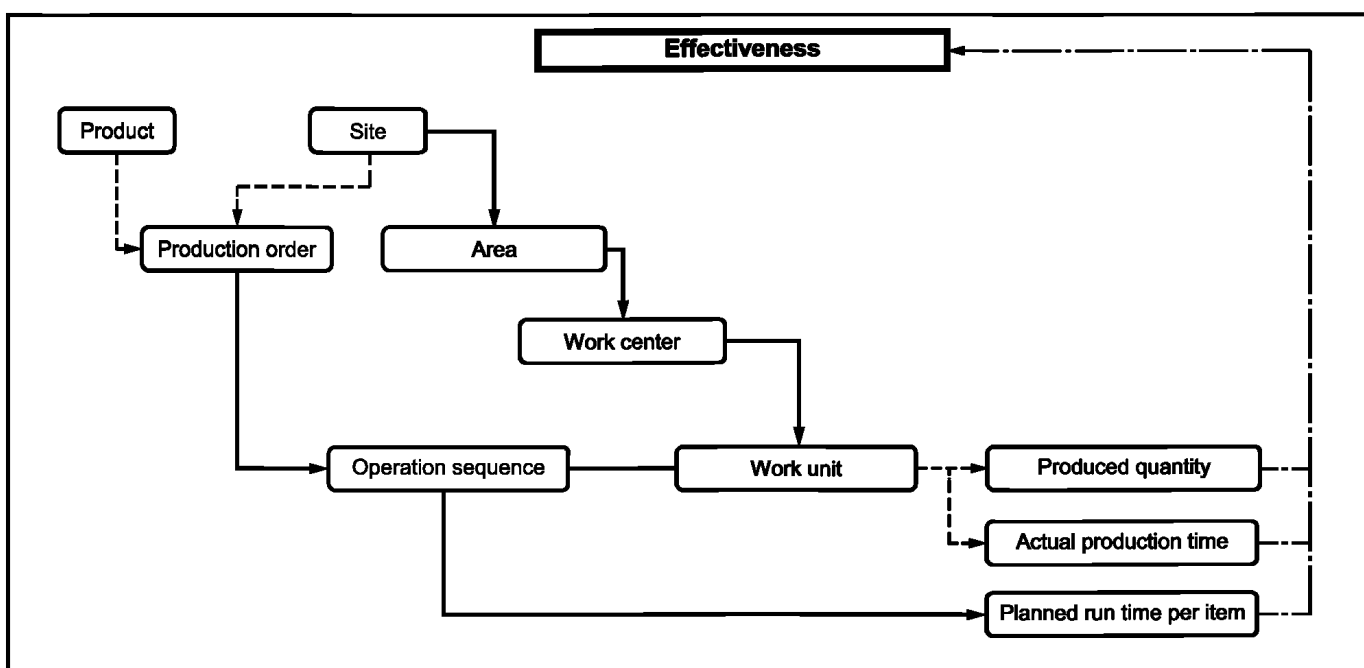 Effectiveness
Product
Site
Production order
Area
Work center
Operation sequence
Work unit
Produced quantity
Actual production time
Planned run time per item